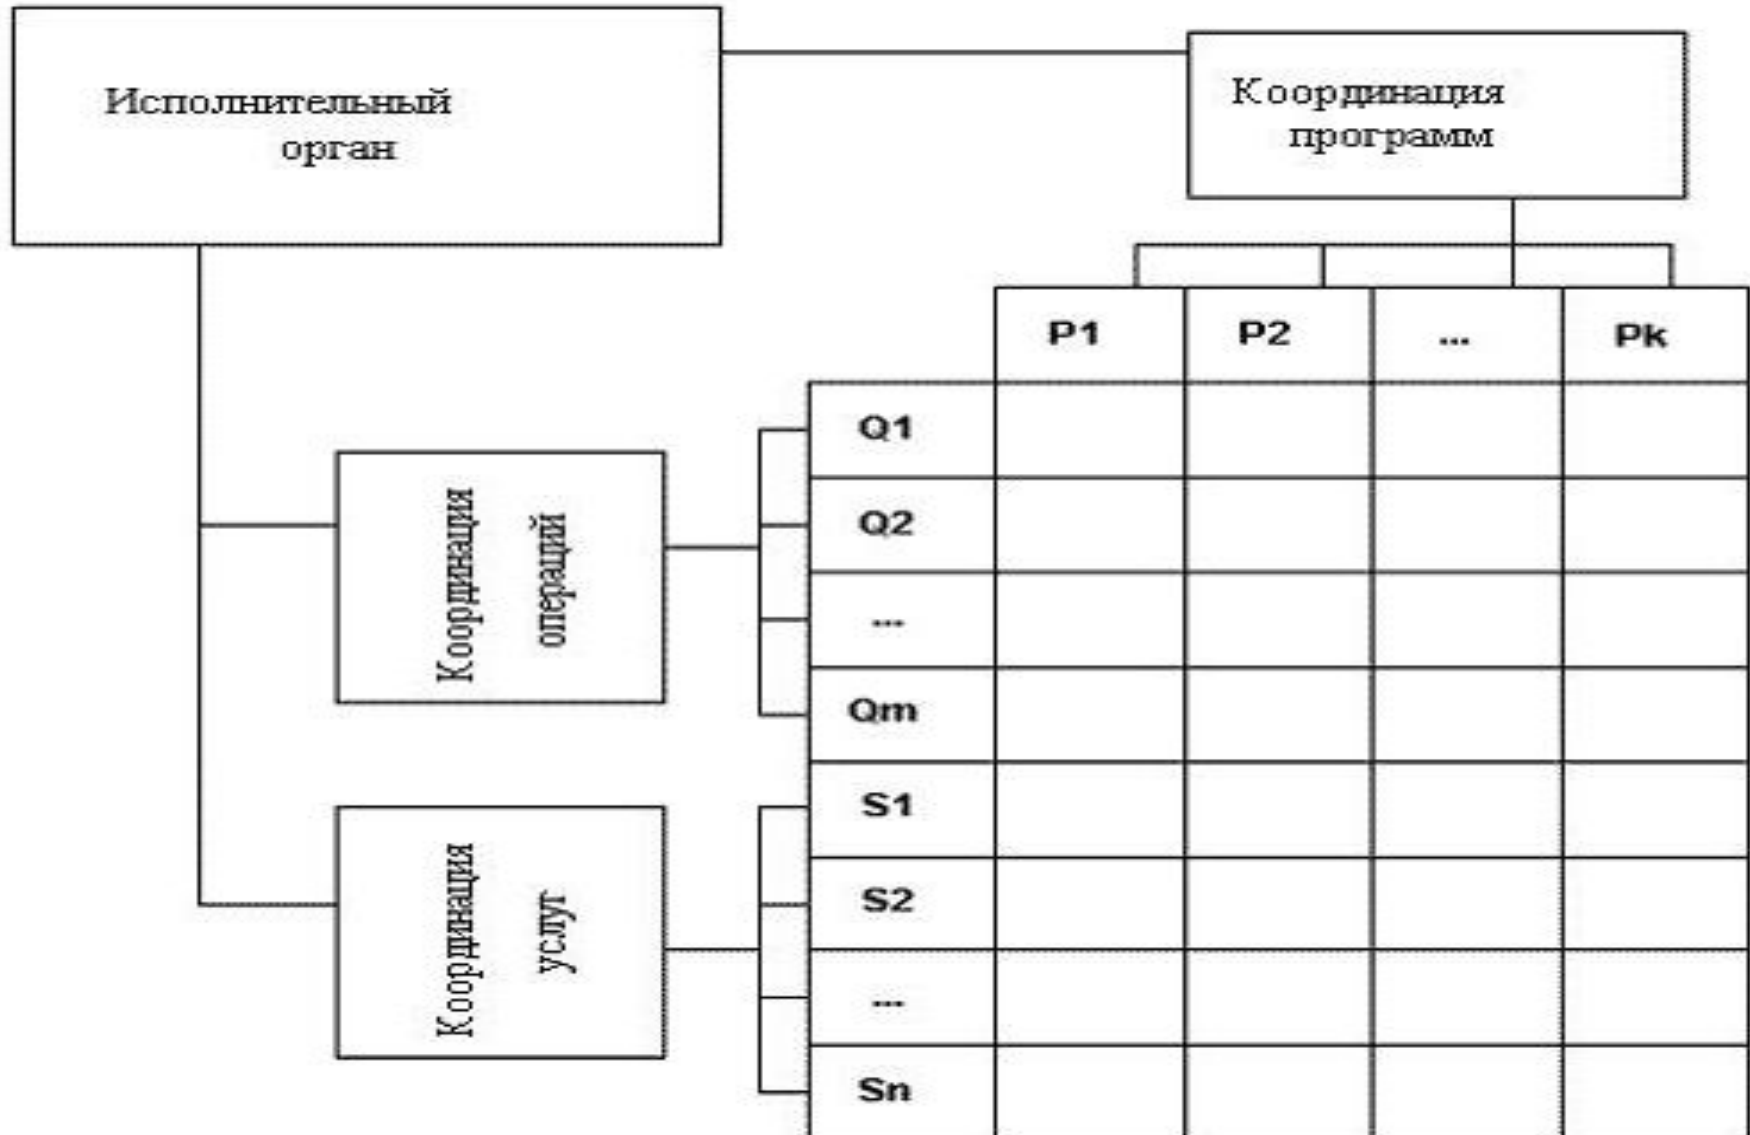 Исполнительный
орган
Координация
программ
P1 P2 ... Pk
Координация
операций
Q1
Q2
...
Qm
Координация
услуг
S1
S2
...
Sn